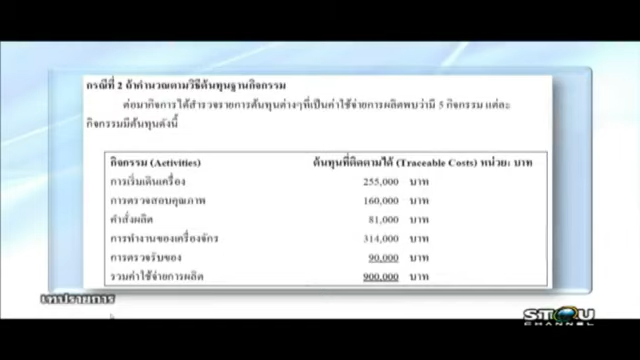 กรณีที่ 2 ถ้าคำนวณตามวิธีต้นทุนฐานกิจกรรม
ต่อมากิจการได้สำรวจรายการต้นทุนต่างๆที่เป็นค่าใช้จ่ายการผลิตพบว่ามี 5 กิจกรรม แต่ละ
กิจกรรมมีต้นทุนดังนี้
กิจกรรม (Activities) ต้นทุนที่ติดตามได้ (Traceable Costs) หน่วย: บาท
การเริ่มเดินเครื่อง 255,000 บาท
การตรวจสอบคุณภาพ 160,000 บาท
คำสั่งผลิต 81,000 บาท
การทำงานของเครื่องจักร 314,000 บาท
การตรวจรับของ 90,000 บาท
รวมค่าใช้จ่ายการผลิต 900,000 บาท
เทปรายการ
STOU
CHANNEL